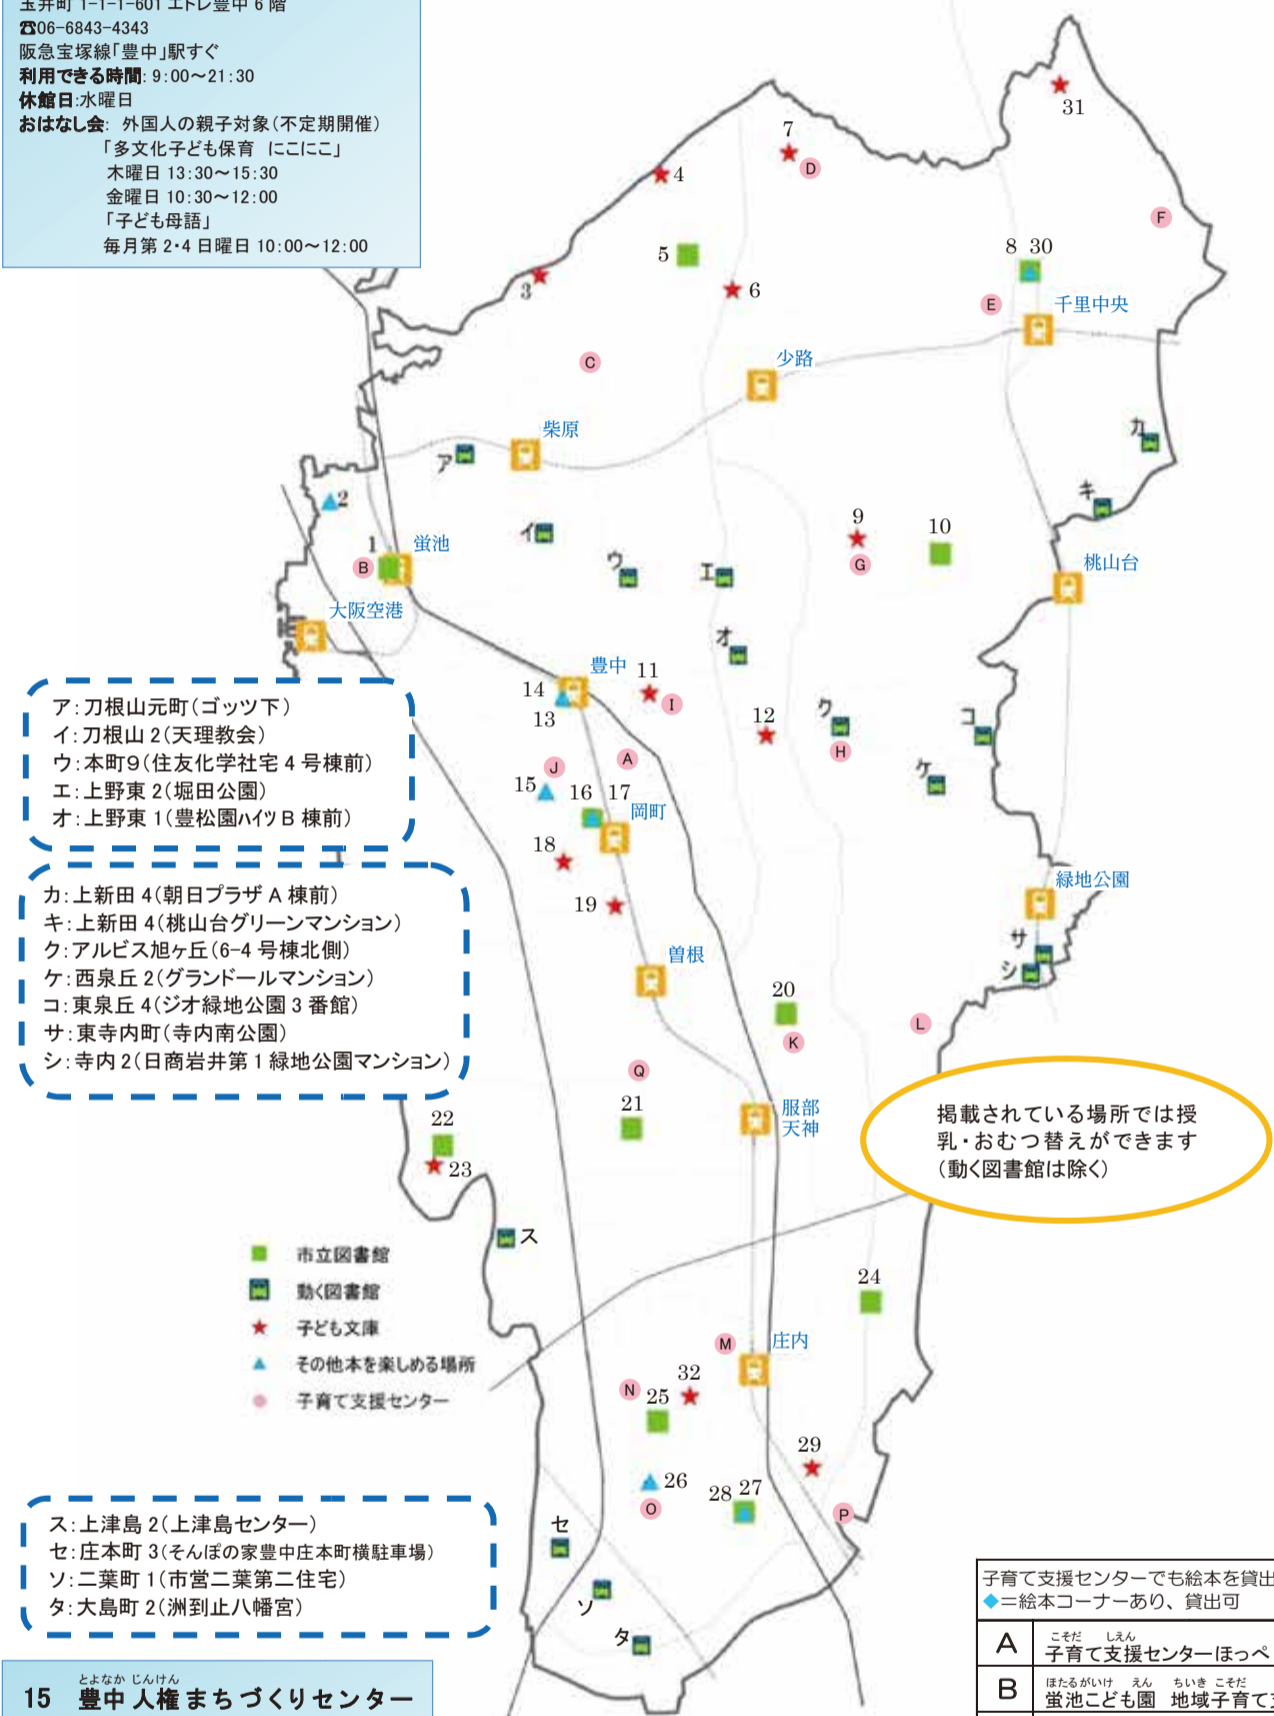 玉井町 1-1-1-601 エトレ豊中 6 階
☎06-6843-4343
阪急宝塚線「豊中」駅すぐ
利用できる時間: 9:00～21:30
休館日:水曜日
おはなし会: 外国人の親子対象(不定期開催)
「多文化子ども保育 にこにこ」
木曜日 13:30～15:30
金曜日 10:30～12:00
「子ども母語」
毎月第 2・4 日曜日 10:00～12:00
31
7
D
4
F
5
8 30
3
6
E
千里中央
C
少路
柴原
ア
カ
キ
2
イ
9
10
1
B
蛍池
ウ
エ
G
桃山台
大阪空港
オ
豊中
11
14
13
I
12
ク
コ
H
A
J
ケ
15
16 17
岡町
18
緑地公園
19
サ
シ
曽根
20
K
L
Q
21
服部
天神
22
23
ス
24
M
庄内
32
N
25
29
26
O
28 27
P
セ
ソ
タ
ア:刀根山元町(ゴッツ下)
イ:刀根山 2(天理教会)
ウ:本町9(住友化学社宅 4 号棟前)
エ:上野東 2(堀田公園)
オ:上野東 1(豊松園ハイツ B 棟前)
カ:上新田 4(朝日プラザ A 棟前)
キ:上新田 4(桃山台グリーンマンション)
ク:アルビス旭ヶ丘(6-4 号棟北側)
ケ:西泉丘 2(グランドールマンション)
コ:東泉丘 4(ジオ緑地公園 3 番館)
サ:東寺内町(寺内南公園)
シ:寺内 2(日商岩井第 1 緑地公園マンション)
掲載されている場所では授
乳・おむつ替えができます
(動く図書館は除く)
市立図書館
動く図書館
子ども文庫
その他本を楽しめる場所
子育て支援センター
ス:上津島 2(上津島センター)
セ:庄本町 3(そんぽの家豊中庄本町横駐車場)
ソ:二葉町 1(市営二葉第二住宅)
タ:大島町 2(洲到止八幡宮)
とよなか じんけん
15 豊中人権まちづくりセンター
子育て支援センターでも絵本を貸出
◆=絵本コーナーあり、貸出可
こそだ しえん
A 子育て支援センターほっぺ
ほたるがいけ えん ちいき こそだ
B 蛍池こども園 地域子育て